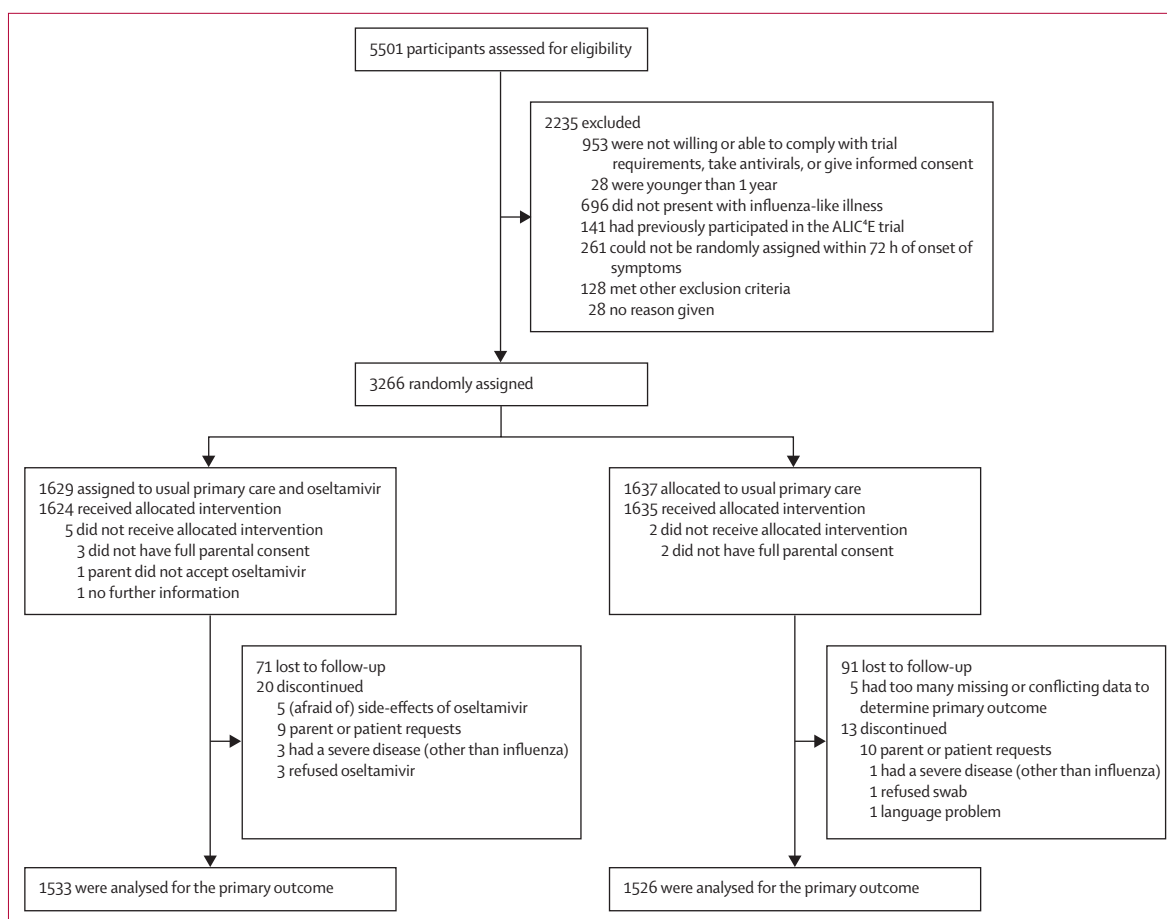 5501 participants assessed for eligibility
2235 excluded
953 were not willing or able to comply with trial
requirements, take antivirals, or give informed consent
28 were younger than 1 year
696 did not present with influenza-like illness
141 had previously participated in the ALIC⁴E trial
261 could not be randomly assigned within 72 h of onset of
symptoms
128 met other exclusion criteria
28 no reason given
3266 randomly assigned
1629 assigned to usual primary care and oseltamivir
1624 received allocated intervention
5 did not receive allocated intervention
3 did not have full parental consent
1 parent did not accept oseltamivir
1 no further information
1637 allocated to usual primary care
1635 received allocated intervention
2 did not receive allocated intervention
2 did not have full parental consent
71 lost to follow-up
20 discontinued
5 (afraid of) side-effects of oseltamivir
9 parent or patient requests
3 had a severe disease (other than influenza)
3 refused oseltamivir
91 lost to follow-up
5 had too many missing or conflicting data to
determine primary outcome
13 discontinued
10 parent or patient requests
1 had a severe disease (other than influenza)
1 refused swab
1 language problem
1533 were analysed for the primary outcome
1526 were analysed for the primary outcome